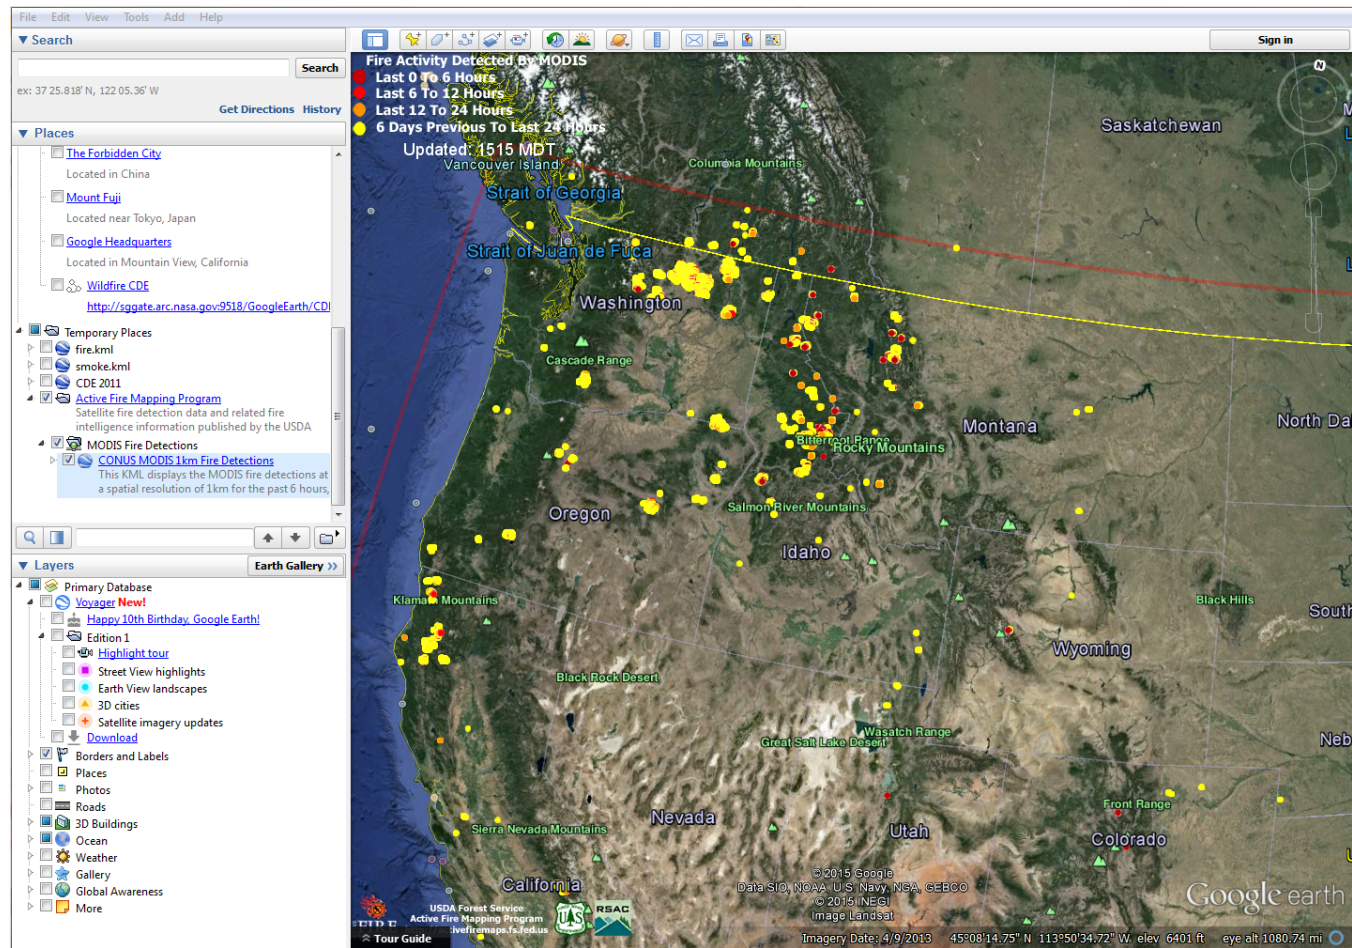 File Edit View Tools Add Help
Search
Search
ex: 37 25.818' N, 122 05.36' W
Get Directions History
Places
The Forbidden City
Located in China
Mount Fuji
Located near Tokyo, Japan
Google Headquarters
Located in Mountain View, California
Wildfire CDE
http://sggate.arc.nasa.gov:9518/GoogleEarth/CDI
Temporary Places
fire.kml
smoke.kml
CDE 2011
Active Fire Mapping Program
Satellite fire detection data and related fire
intelligence information published by the USDA
MODIS Fire Detections
CONUS MODIS 1km Fire Detections
This KML displays the MODIS fire detections at
a spatial resolution of 1km for the past 6 hours,
Layers
Earth Gallery >>
Primary Database
Voyager New!
Happy 10th Birthday, Google Earth!
Edition 1
Highlight tour
Street View highlights
Earth View landscapes
3D cities
Satellite imagery updates
Download
Borders and Labels
Places
Photos
Roads
3D Buildings
Ocean
Weather
Gallery
Global Awareness
More
Sign in
Fire Activity Detected By MODIS
Last 0 To 6 Hours
Last 6 To 12 Hours
Last 12 To 24 Hours
6 Days Previous To Last 24 Hours
Updated: 1515 MDT
N
Saskatchewan
Vancouver Island
Columbia Mountains
Strait of Georgia
Strait of Juan de Fuca
Washington
Cascade Range
Montana
North Da
Bitterroot Range
Rocky Mountains
Oregon
Salmon River Mountains
Idaho
Klamath Mountains
Black Hills
South
Wyoming
Black Rock Desert
Wasatch Range
Great Salt Lake Desert
Neb
Front Range
Nevada
Sierra Nevada Mountains
Utah
Colorado
California
© 2015 Google
Data SIO, NOAA, U.S. Navy, NGA, GEBCO
© 2015 INEGI
Image Landsat
Google earth
FIRE
USDA Forest Service
Active Fire Mapping Program
activefiremaps.fs.fed.us
UAS
RSAC
Tour Guide
Imagery Date: 4/9/2013 45°08'14.75" N 113°50'34.72" W elev 6401 ft eye alt 1080.74 mi